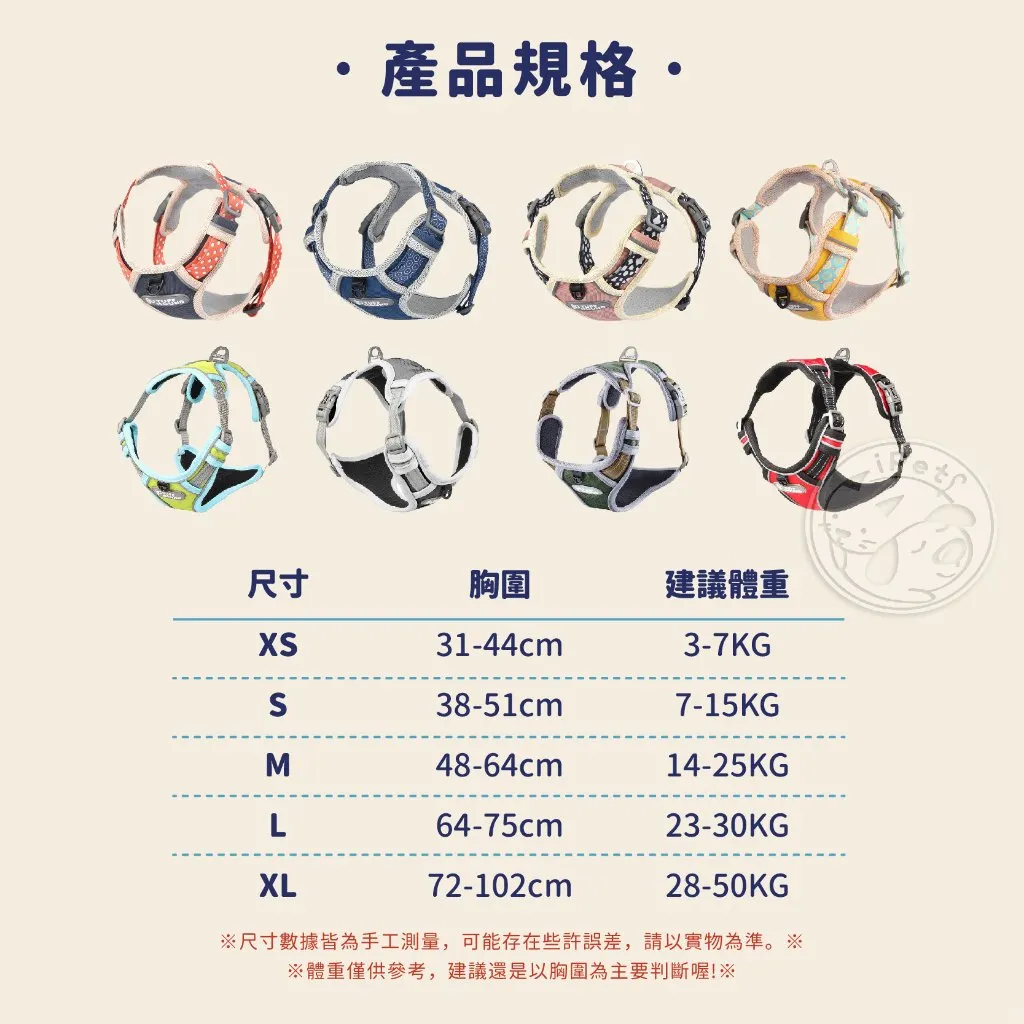 ·產品規格·
ZiPets
尺寸 胸圍 建議體重
XS 31-44cm 3-7KG
S 38-51cm 7-15KG
M 48-64cm 14-25KG
L 64-75cm 23-30KG
XL 72-102cm 28-50KG
※尺寸數據皆為手工測量，可能存在些許誤差，請以實物為準。※
※體重僅供參考，建議還是以胸圍為主要判斷喔!※